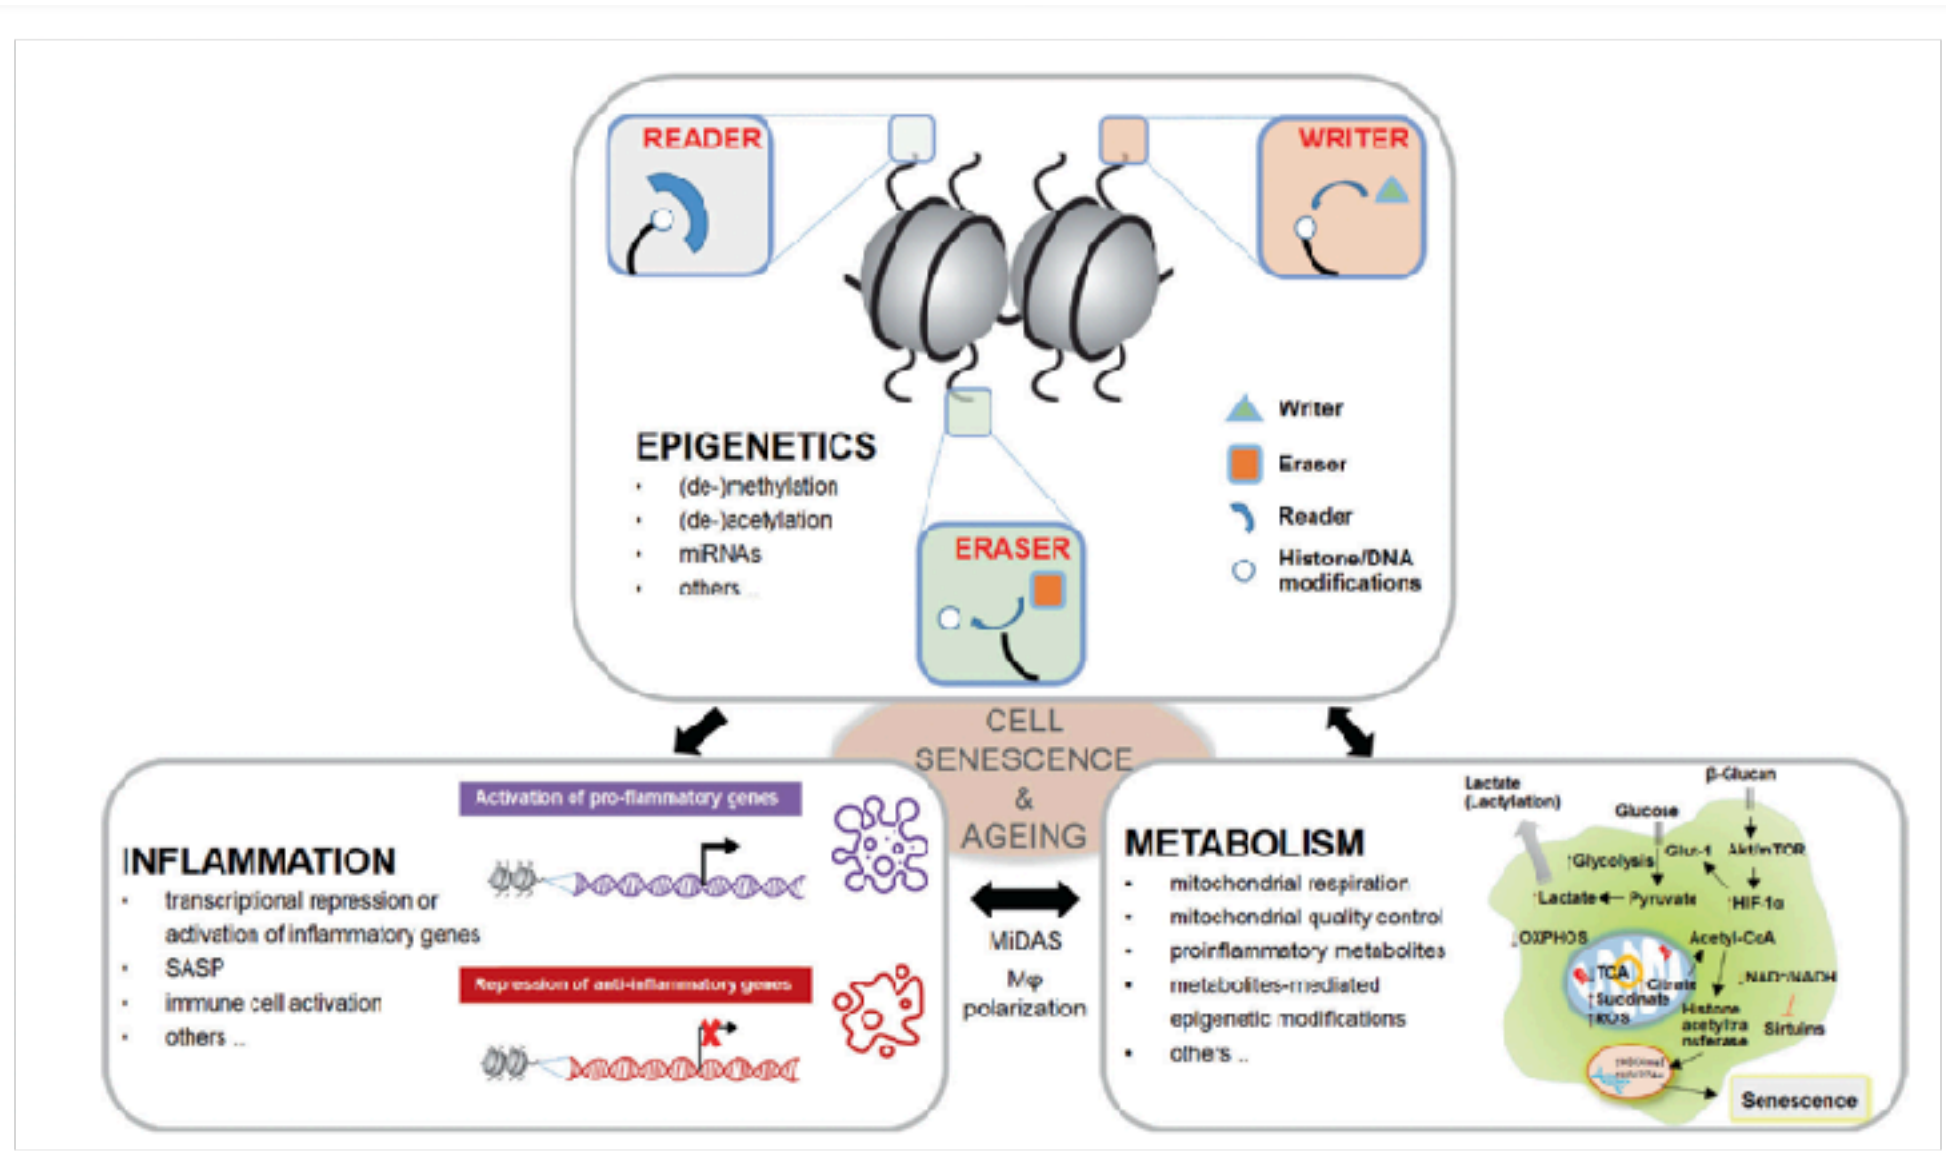 READER
WRITER
Writer
Eraser
Reader
Histone/DNA
modifications
EPIGENETICS
• (de-)methylation
• (de-)acetylation
• miRNAs
• others ...
ERASER
CELL
SENESCENCE
&
AGEING
INFLAMMATION
• transcriptional repression or
activation of inflammatory genes
• SASP
• immune cell activation
• others ..
Activation of pro-flammatory genes
Repression of anti-inflammatory genes
MiDAS
Mφ
polarization
METABOLISM
• mitochondrial respiration
• mitochondrial quality control
• proinflammatory metabolites
• metabolites-mediated
epigenetic modifications
• others ..
Lactate
(Lactylation)
β-Glucan
Glucose
↑Glycolysis
Glut-1
Akt/mTOR
↑Lactate
Pyruvate
↑HIF-1α
↓OXPHOS
Acetyl-CoA
↓TCA
Citrate
↓NAD⁺/NADH
↑Succinate
↑ROS
Histone
acetyltra
nsferase
Sirtuins
Senescence